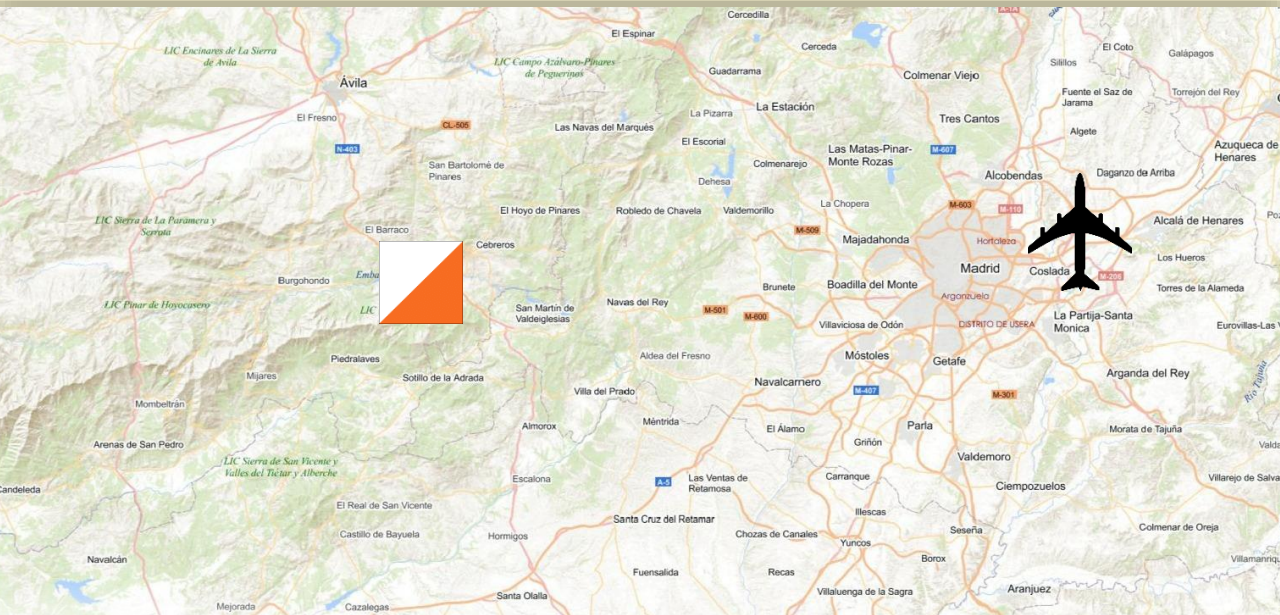 Cercedilla
A-1A
El Espinar
LIC Encinares de La Sierra
de Avila
Cerceda
El Coto
Galápagos
LIC Campo Azálvaro-Pinares
de Peguerinos
Sililllos
Guadarrama
Colmenar Viejo
Ávila
Fuente el Saz de
Jarama
Torrejón del Rey
La Estación
La Pizarra
El Fresno
Tres Cantos
CL-505
Las Navas del Marqués
Algete
El Escorial
N-403
Las Matas-Pinar-
Monte Rozas
M-607
Azuqueca de
Henares
San Bartolomé de
Pinares
Colmenarejo
Alcobendas
Daganzo de Arriba
Dehesa
La Chopera
M-603
M-110
El Hoyo de Pinares
Robledo de Chavela
Valdemorillo
LIC Sierra de La Paramera y
Serrota
Alcalá de Henares
El Barraco
M-509
Majadahonda
Hortaleza
Cebreros
Los Hueros
Madrid
Coslada
Emba
M-206
Burgohondo
Boadilla del Monte
Brunete
Torres de la Alameda
Argonzuelo
LIC Pinar de Hoyocasero
LIC
San Martín de
Valdeiglesias
Navas del Rey
M-501
M-600
La Partija-Santa
Monica
Villaviciosa de Odón
DISTRITO DE USERA
Eurovillas-Las
Piedralaves
Aldea del Fresno
Móstoles
Getafe
Mijares
Sotillo de la Adrada
Navalcarnero
Arganda del Rey
Río Tajuña
Villa del Prado
M-407
M-301
Mombeltrán
Méntrida
Almorox
El Álamo
Parla
Morata de Tajuña
Arenas de San Pedro
Griñón
LIC Sierra de San Vicente y
Valles del Tiétar y Alberche
Valdemoro
Escalona
A-5
Las Ventas de
Retamosa
Carranque
Villarejo de Salva
Candeleda
Ciempozuelos
El Real de San Vicente
Illescas
Santa Cruz del Retamar
Colmenar de Oreja
Castillo de Bayuela
Hormigos
Chozas de Canales
Seseña
Yuncos
Navalcán
Borox
Villamanriq
Fuensalida
Recas
Aranjuez
Santa Olalla
Villaluenga de la Sagra
Mejorada
Cazalegas